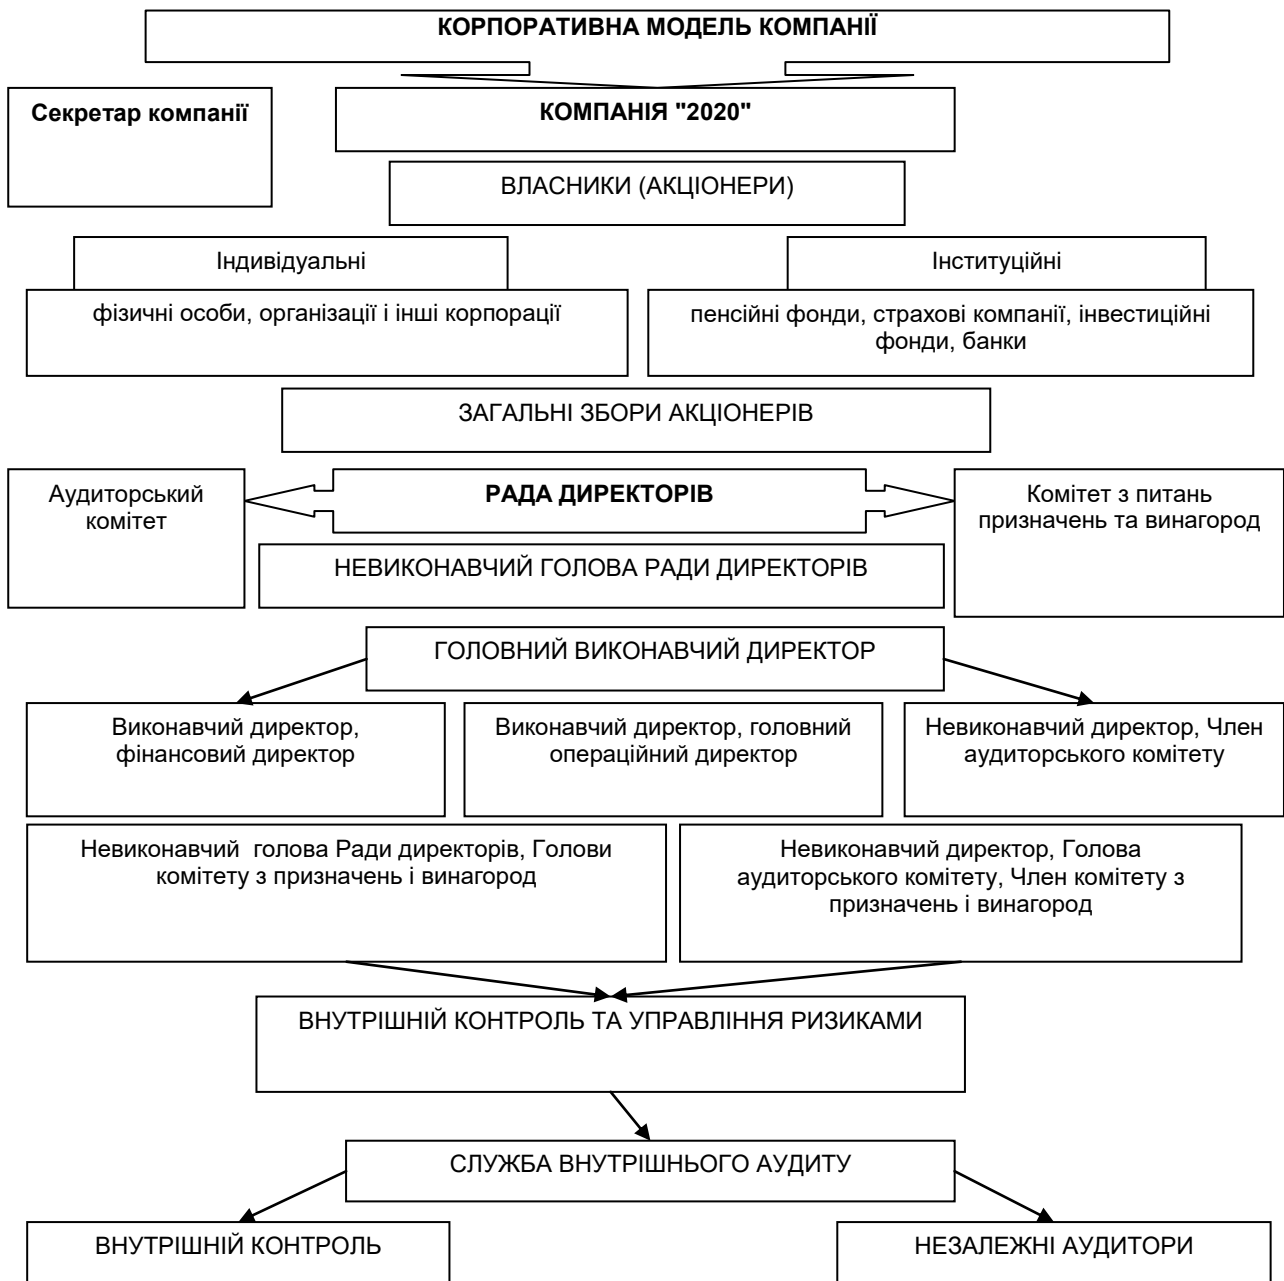 КОРПОРАТИВНА МОДЕЛЬ КОМПАНІЇ
Секретар компанії
КОМПАНІЯ "2020"
ВЛАСНИКИ (АКЦІОНЕРИ)
Індивідуальні
Інституційні
фізичні особи, організації і інші корпорації
пенсійні фонди, страхові компанії, інвестиційні
фонди, банки
ЗАГАЛЬНІ ЗБОРИ АКЦІОНЕРІВ
Аудиторський
комітет
РАДА ДИРЕКТОРІВ
Комітет з питань
призначень та винагород
НЕВИКОНАВЧИЙ ГОЛОВА РАДИ ДИРЕКТОРІВ
ГОЛОВНИЙ ВИКОНАВЧИЙ ДИРЕКТОР
Виконавчий директор,
фінансовий директор
Виконавчий директор, головний
операційний директор
Невиконавчий директор, Член
аудиторського комітету
Невиконавчий голова Ради директорів, Голови
комітету з призначень і винагород
Невиконавчий директор, Голова
аудиторського комітету, Член комітету з
призначень і винагород
ВНУТРІШНІЙ КОНТРОЛЬ ТА УПРАВЛІННЯ РИЗИКАМИ
СЛУЖБА ВНУТРІШНЬОГО АУДИТУ
ВНУТРІШНІЙ КОНТРОЛЬ
НЕЗАЛЕЖНІ АУДИТОРИ